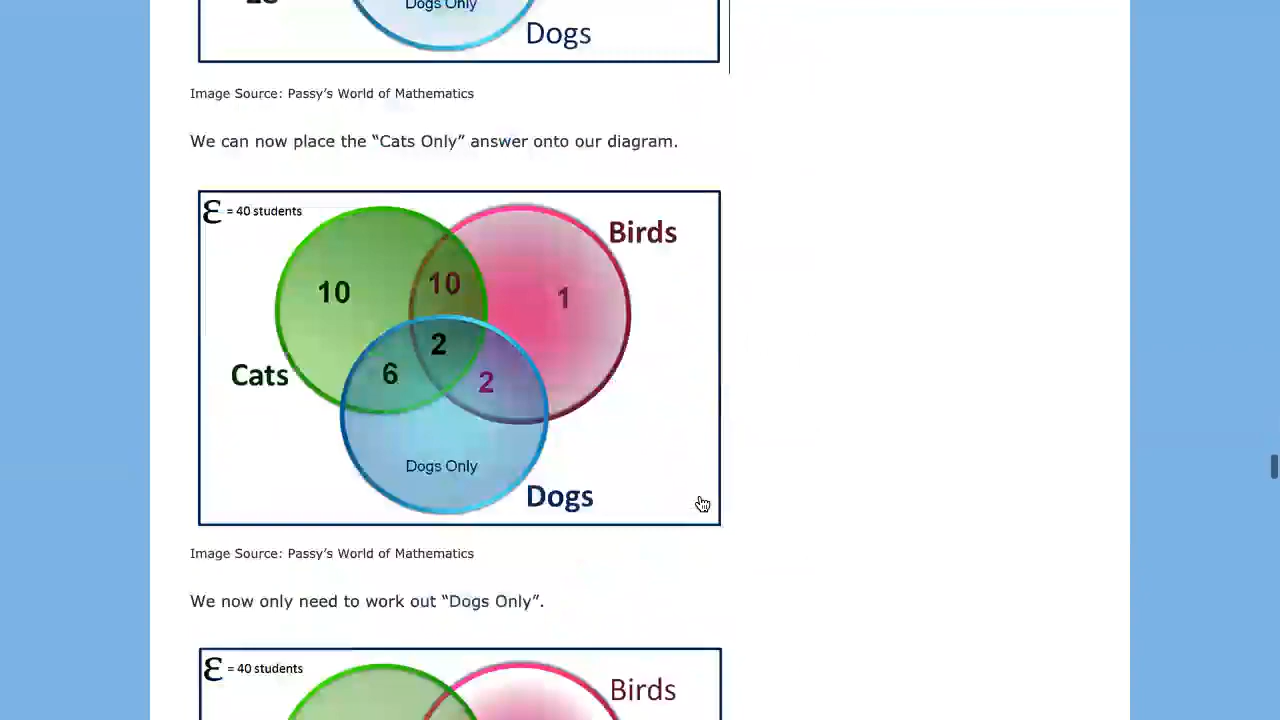 Dogs Only
Dogs
Image Source: Passy’s World of Mathematics
We can now place the “Cats Only” answer onto our diagram.
Ɛ = 40 students
Birds
10
10
1
2
Cats
6
2
Dogs Only
Dogs
Image Source: Passy’s World of Mathematics
We now only need to work out “Dogs Only”.
Ɛ = 40 students
Birds